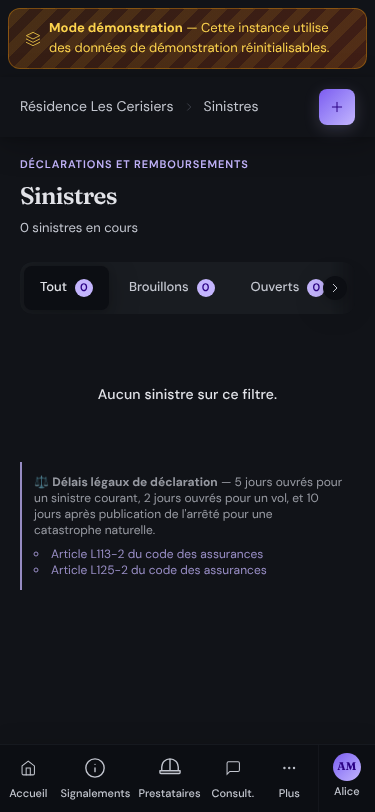 Mode démonstration — Cette instance utilise
des données de démonstration réinitialisables.
Résidence Les Cerisiers > Sinistres +
DÉCLARATIONS ET REMBOURSEMENTS
Sinistres
0 sinistres en cours
Tout 0 Brouillons 0 Ouverts 0
Aucun sinistre sur ce filtre.
⚖️ Délais légaux de déclaration — 5 jours ouvrés pour
un sinistre courant, 2 jours ouvrés pour un vol, et 10
jours après publication de l'arrêté pour une
catastrophe naturelle.
Article L113-2 du code des assurances
Article L125-2 du code des assurances
AM
Accueil Signalements Prestataires Consult. Plus Alice